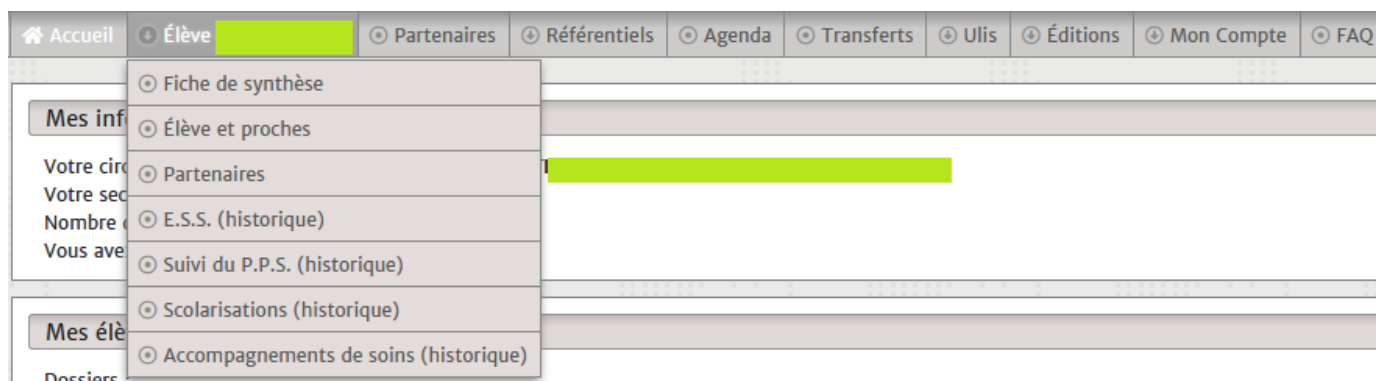 Accueil Élève Partenaires Référentiels Agenda Transferts Ulis Éditions Mon Compte FAQ
Fiche de synthèse
Mes inf
Élève et proches
Votre circ
Partenaires
Votre sec
Nombre
E.S.S. (historique)
Vous ave
Suivi du P.P.S. (historique)
Scolarisations (historique)
Mes élè
Accompagnements de soins (historique)
Dossiers